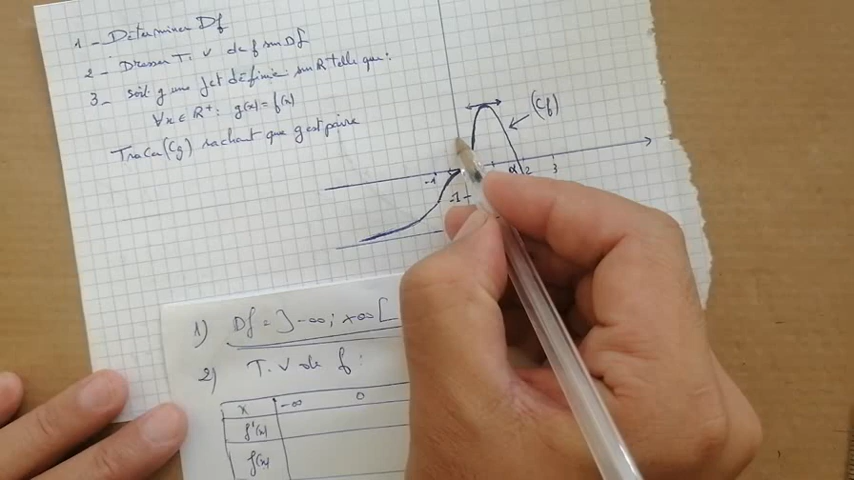 1 - Déterminer Df
2 - Dresser T. V de f sur Df
3 - soit g une fct définie sur R telle que :
∀x ∈ R⁺ : g(x) = f(x)
Tracer (Cg) sachant que g est paire
(Cf)
-1
α 2 3
-1
1) Df = ]-∞ ; +∞[
2) T. V de f :
x -∞ 0
f'(x)
f(x)